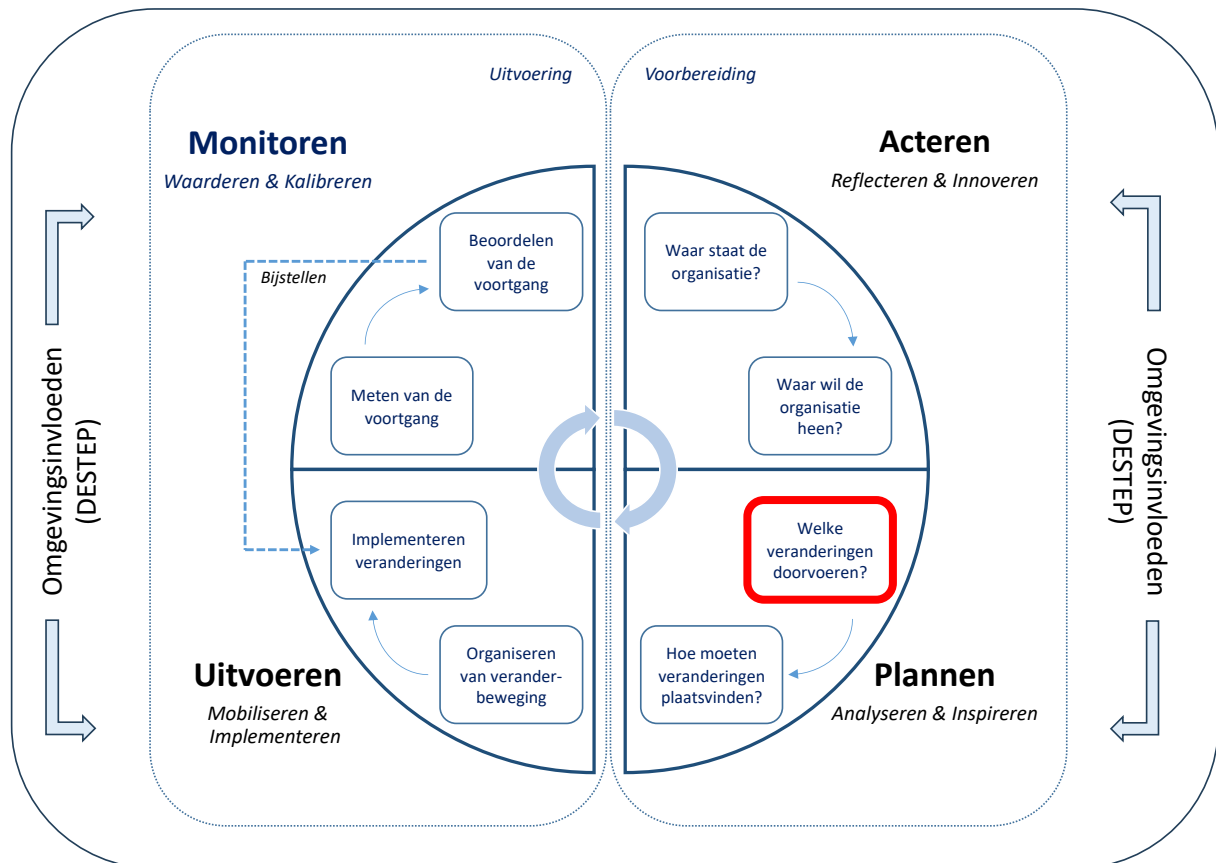 Uitvoering
Voorbereiding
Monitoren
Waarderen & Kalibreren
Acteren
Reflecteren & Innoveren
Beoordelen
van de
voortgang
Bijstellen
Meten van de
voortgang
Waar staat de
organisatie?
Waar wil de
organisatie
heen?
Omgevingsinvloeden
(DESTEP)
Omgevingsinvloeden
(DESTEP)
Implementeren
veranderingen
Organiseren
van verander-
beweging
Welke
veranderingen
doorvoeren?
Hoe moeten
veranderingen
plaatsvinden?
Uitvoeren
Mobiliseren &
Implementeren
Plannen
Analyseren & Inspireren